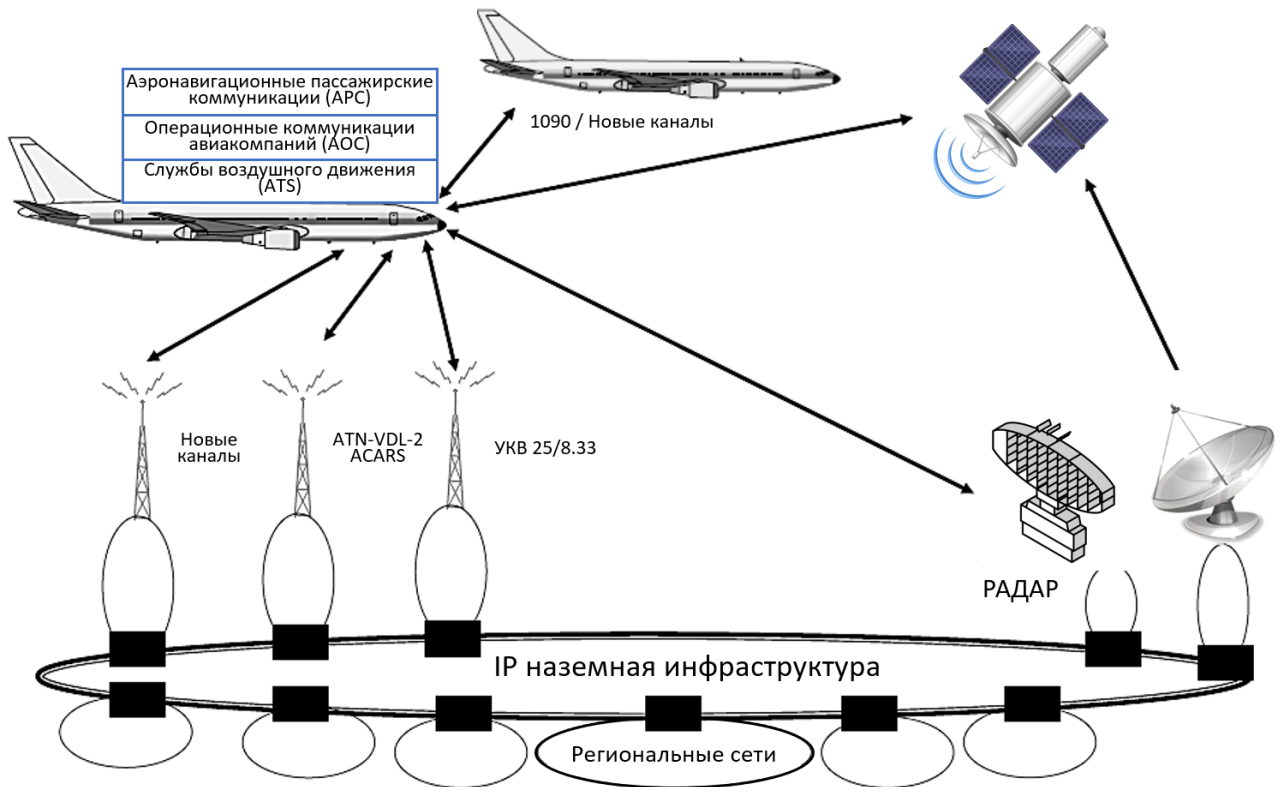 Аэронавигационные пассажирские
коммуникации (APC)
Операционные коммуникации
авиакомпаний (AOC)
Службы воздушного движения
(ATS)
1090 / Новые каналы
Новые
каналы
ATN-VDL-2
ACARS
УКВ 25/8.33
РАДАР
IP наземная инфраструктура
Региональные сети